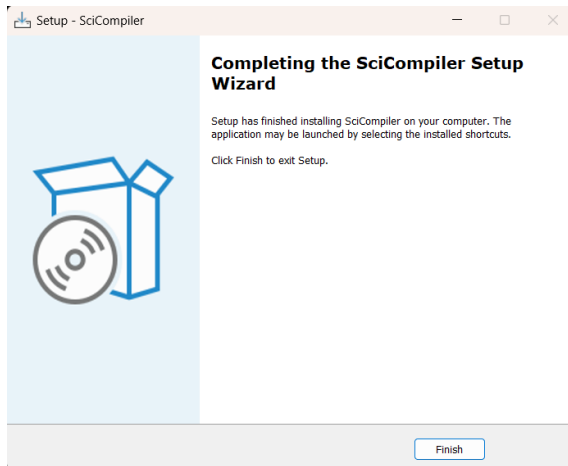 Setup - SciCompiler
Completing the SciCompiler Setup
Wizard
Setup has finished installing SciCompiler on your computer. The
application may be launched by selecting the installed shortcuts.
Click Finish to exit Setup.
Finish